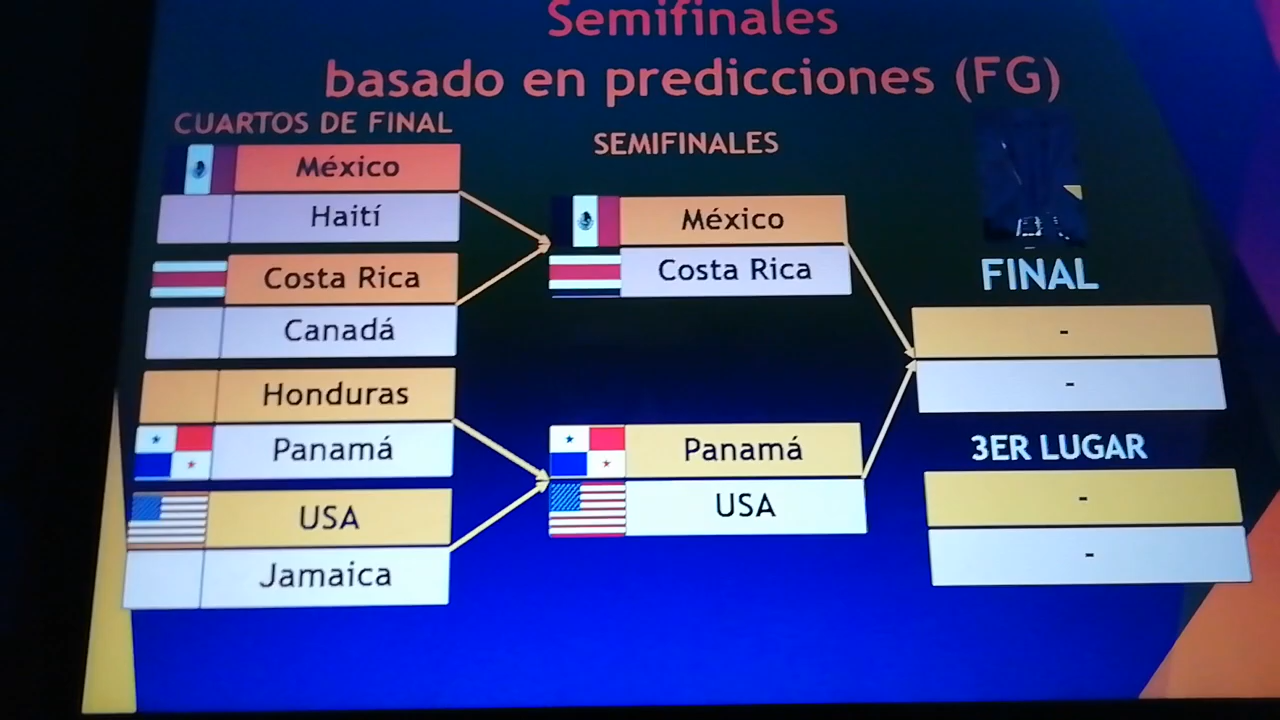 Semifinales
basado en predicciones (FG)
CUARTOS DE FINAL
México
Haití
Costa Rica
Canadá
Honduras
Panamá
USA
Jamaica
SEMIFINALES
México
Costa Rica
Panamá
USA
FINAL
-
-
3ER LUGAR
-
-